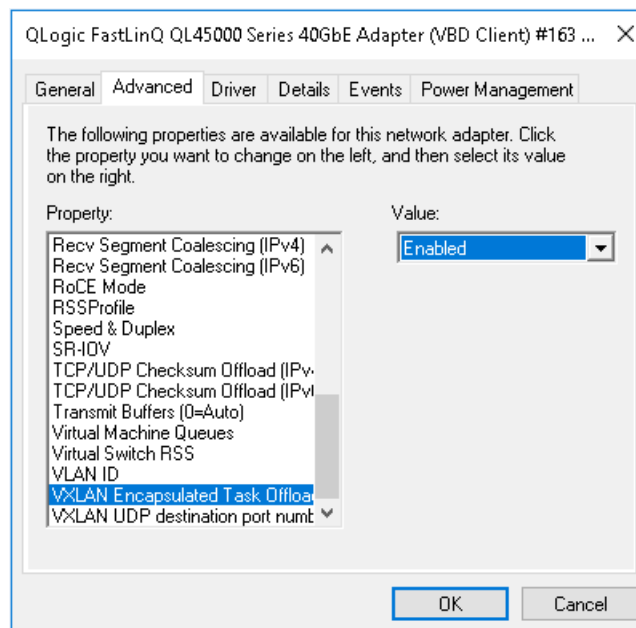 QLogic FastLinQ QL45000 Series 40GbE Adapter (VBD Client) #163 ...
General Advanced Driver Details Events Power Management
The following properties are available for this network adapter. Click
the property you want to change on the left, and then select its value
on the right.
Property:
Value:
Recv Segment Coalescing (IPv4)
Recv Segment Coalescing (IPv6)
RoCE Mode
RSSProfile
Speed & Duplex
SR-IOV
TCP/UDP Checksum Offload (IPv
TCP/UDP Checksum Offload (IPv
Transmit Buffers (0=Auto)
Virtual Machine Queues
Virtual Switch RSS
VLAN ID
VXLAN Encapsulated Task Offloa
VXLAN UDP destination port numb
Enabled
OK Cancel